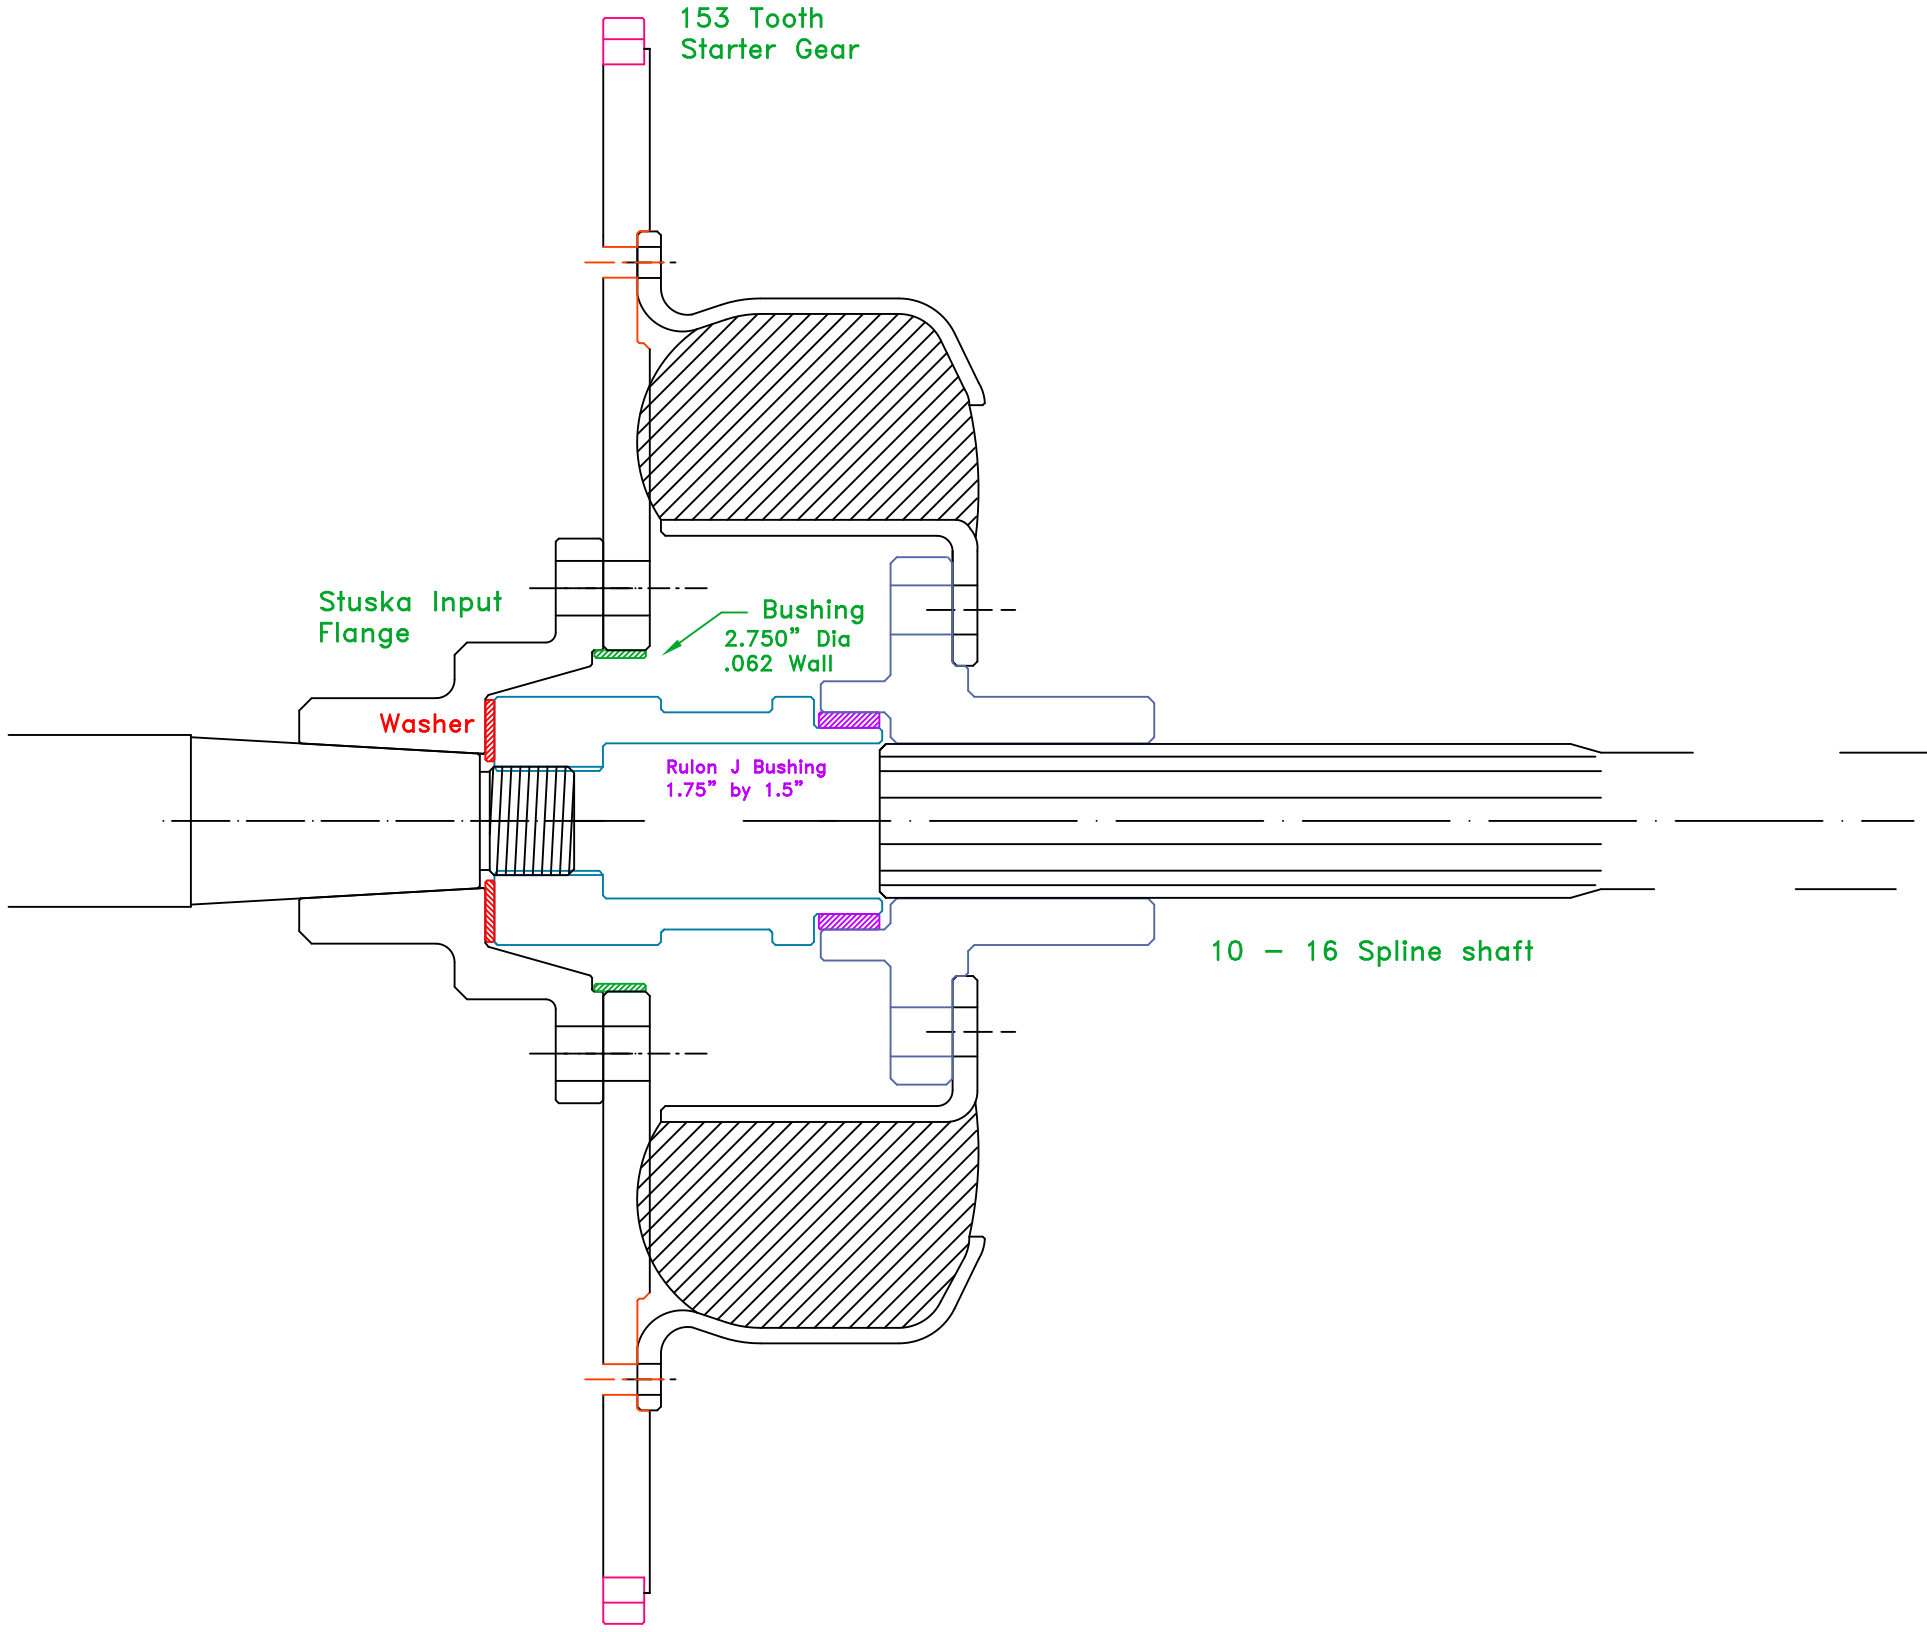 153 Tooth
Starter Gear
Stuska Input
Flange
Bushing
2.750" Dia
.062 Wall
Washer
Rulon J Bushing
1.75" by 1.5"
10 - 16 Spline shaft